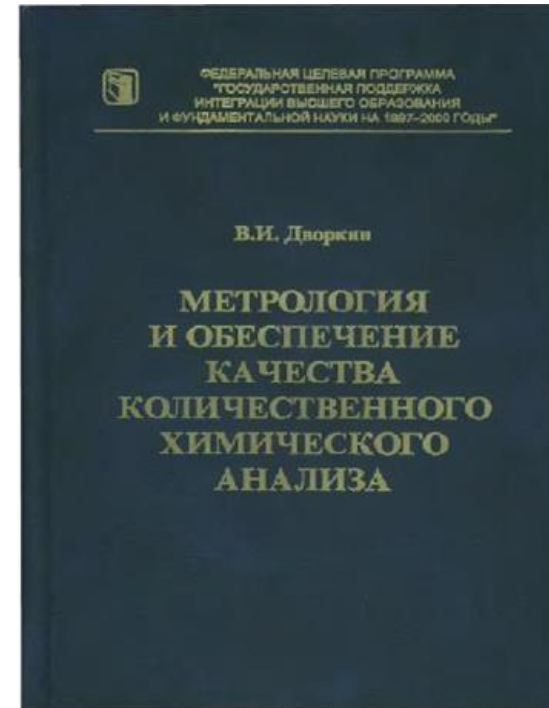 ФЕДЕРАЛЬНАЯ ЦЕЛЕВАЯ ПРОГРАММА
"ГОСУДАРСТВЕННАЯ ПОДДЕРЖКА
ИНТЕГРАЦИИ ВЫСШЕГО ОБРАЗОВАНИЯ
И ФУНДАМЕНТАЛЬНОЙ НАУКИ НА 1997–2000 ГОДЫ"
В.И. Дворкин
МЕТРОЛОГИЯ
И ОБЕСПЕЧЕНИЕ
КАЧЕСТВА
КОЛИЧЕСТВЕННОГО
ХИМИЧЕСКОГО
АНАЛИЗА